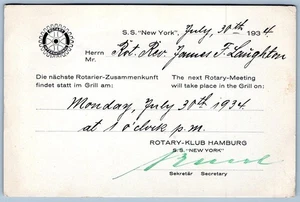 S.S. "New York", July 30th 1934
Herrn
Mr. Rot. Rev. James F. Laughton
Die nächste Rotarier-Zusammenkunft
findet statt im Grill am:
The next Rotary-Meeting
will take place in the Grill on:
Monday, July 30th 1934
at 1 o'clock p.m.
ROTARY-KLUB HAMBURG
S.S. "NEW YORK"
Sekretär Secretary